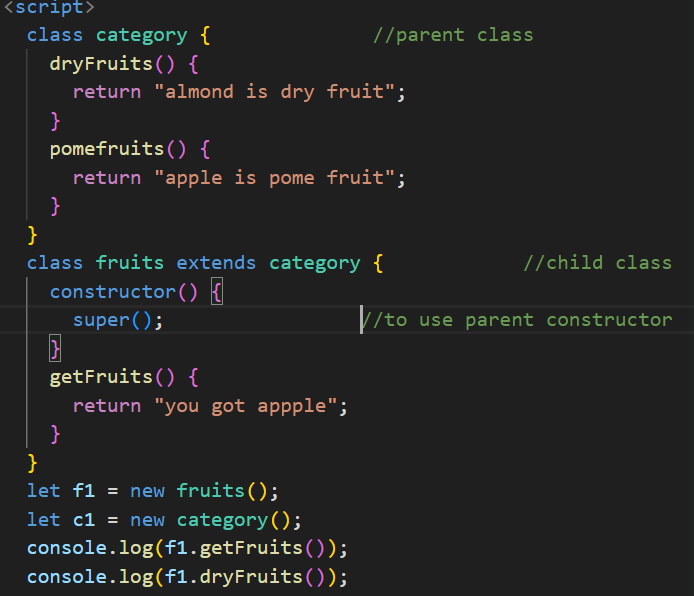 <script>
class category {                //parent class
  dryFruits() {
    return "almond is dry fruit";
  }
  pomefruits() {
    return "apple is pome fruit";
  }
}
class fruits extends category {             //child class
  constructor() {
    super();                  //to use parent constructor
  }
  getFruits() {
    return "you got appple";
  }
}
let f1 = new fruits();
let c1 = new category();
console.log(f1.getFruits());
console.log(f1.dryFruits());